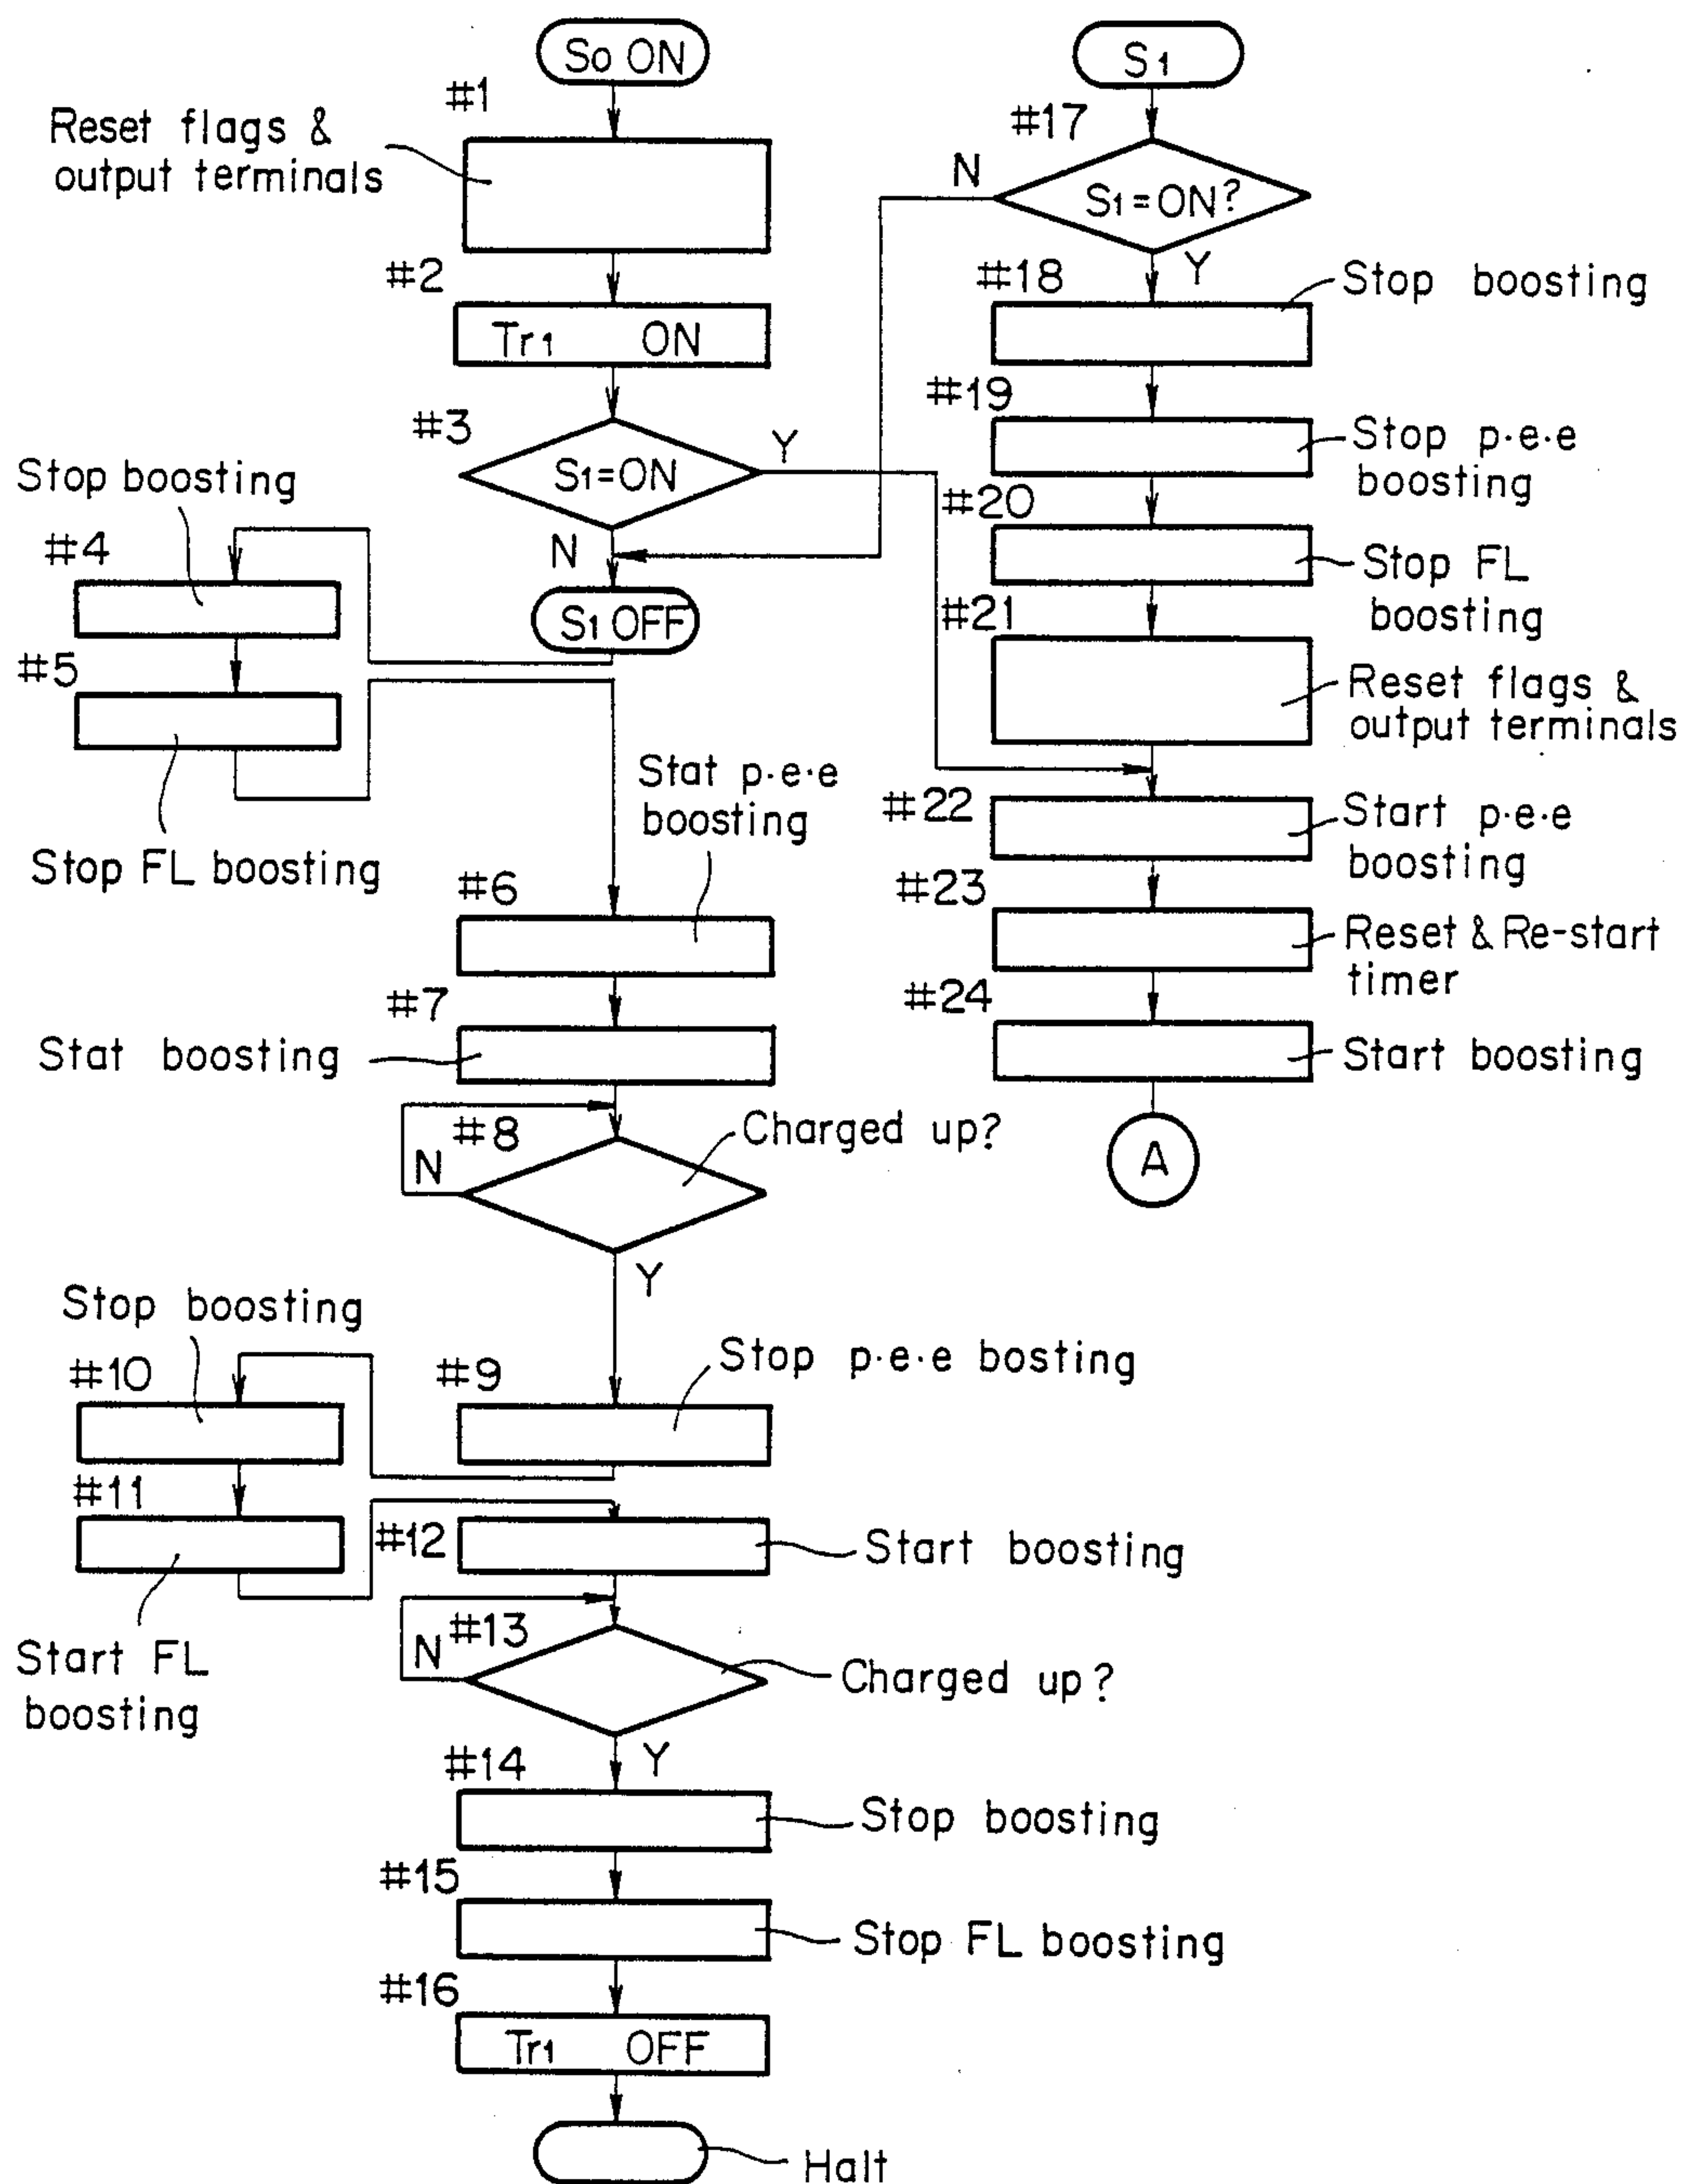 So ON
#1
Reset flags &
output terminals
#2
Tr1 ON
#3
S1=ON
Y
N
S1 OFF
Stop boosting
#4
#5
Stop FL boosting
Stat p·e·e
boosting
#6
#7
Stat boosting
#8
Charged up?
N
Y
#9
Stop p·e·e bosting
Stop boosting
#10
#11
Start FL
boosting
#12
Start boosting
#13
N
Charged up?
Y
#14
Stop boosting
#15
Stop FL boosting
#16
Tr1 OFF
Halt
S1
#17
N
S1=ON?
Y
#18
Stop boosting
#19
Stop p·e·e
boosting
#20
Stop FL
boosting
#21
Reset flags &
output terminals
#22
Start p·e·e
boosting
#23
Reset & Re-start
timer
#24
Start boosting
A